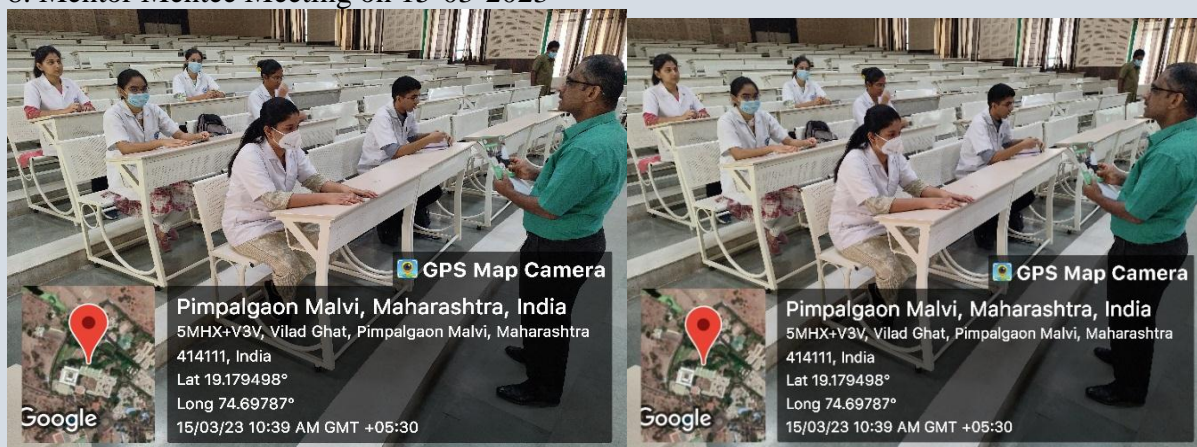 8. Mentor Mentee Meeting on 15-03-2023
GPS Map Camera
Pimpalgaon Malvi, Maharashtra, India
5MHX+V3V, Vilad Ghat, Pimpalgaon Malvi, Maharashtra
414111, India
Lat 19.179498°
Long 74.69787°
15/03/23 10:39 AM GMT +05:30
Google
GPS Map Camera
Pimpalgaon Malvi, Maharashtra, India
5MHX+V3V, Vilad Ghat, Pimpalgaon Malvi, Maharashtra
414111, India
Lat 19.179498°
Long 74.69787°
15/03/23 10:39 AM GMT +05:30
Google